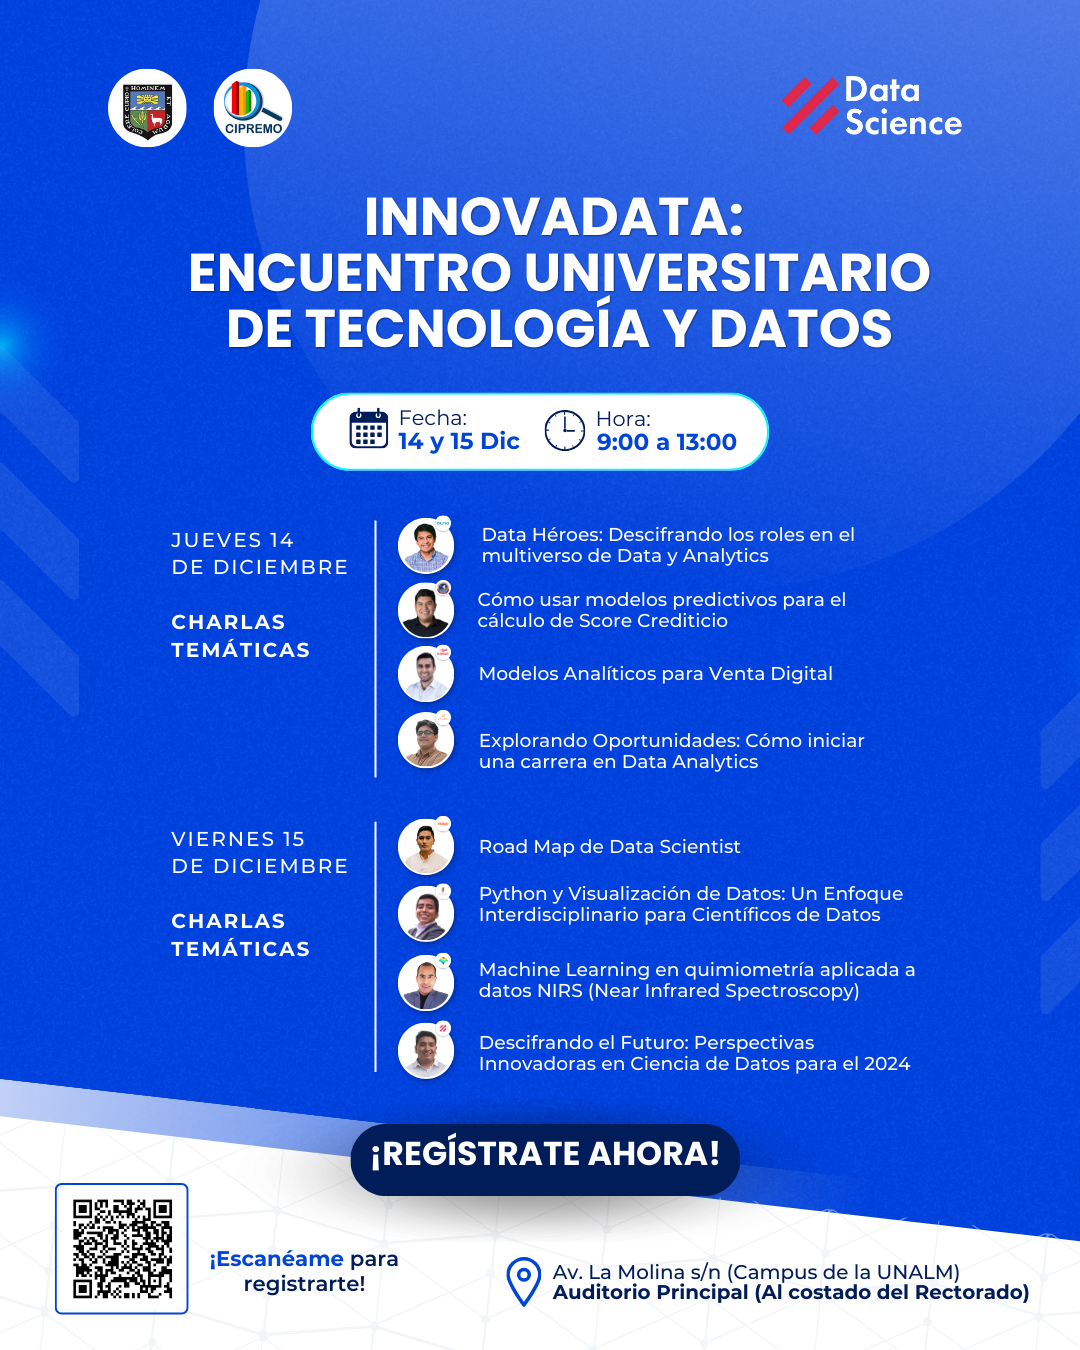 HOMINEM
CIPREMO
Data
Science
INNOVADATA:
ENCUENTRO UNIVERSITARIO
DE TECNOLOGÍA Y DATOS
Fecha:
14 y 15 Dic
Hora:
9:00 a 13:00
JUEVES 14
DE DICIEMBRE
CHARLAS
TEMÁTICAS
Data Héroes: Descifrando los roles en el
multiverso de Data y Analytics
Cómo usar modelos predictivos para el
cálculo de Score Crediticio
Modelos Analíticos para Venta Digital
Explorando Oportunidades: Cómo iniciar
una carrera en Data Analytics
VIERNES 15
DE DICIEMBRE
CHARLAS
TEMÁTICAS
Road Map de Data Scientist
Python y Visualización de Datos: Un Enfoque
Interdisciplinario para Científicos de Datos
Machine Learning en quimiometría aplicada a
datos NIRS (Near Infrared Spectroscopy)
Descifrando el Futuro: Perspectivas
Innovadoras en Ciencia de Datos para el 2024
¡REGÍSTRATE AHORA!
¡Escanéame para
registrarte!
Av. La Molina s/n (Campus de la UNALM)
Auditorio Principal (Al costado del Rectorado)